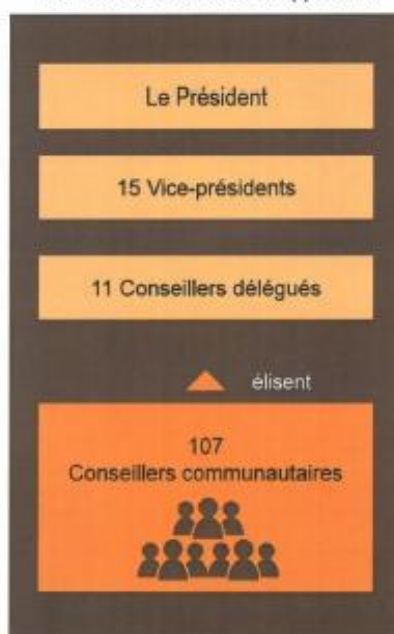 Le Président
15 Vice-présidents
11 Conseillers délégués
élisent
107
Conseillers communautaires